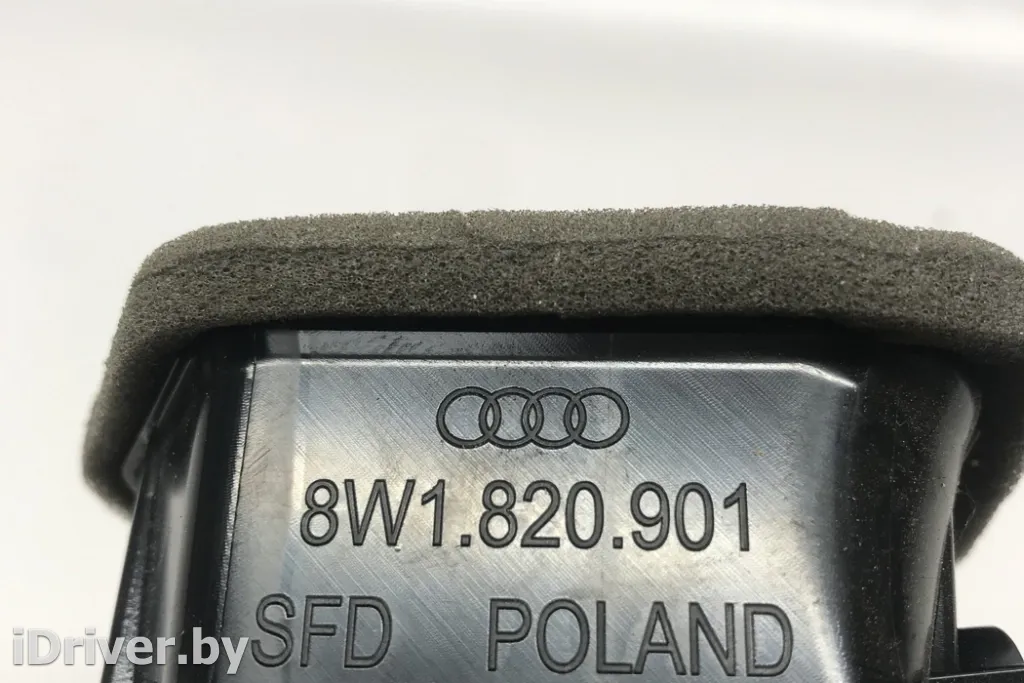 8W1.820.901
SFD POLAND
iDriver.by